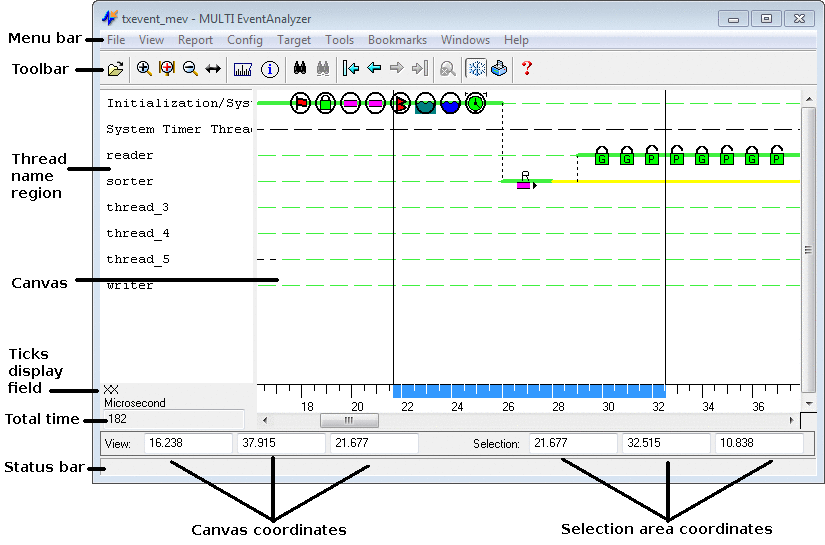 txevent_mev - MULTI EventAnalyzer
Menu bar
File View Report Config Target Tools Bookmarks Windows Help
Toolbar
Initialization/Sys
System Timer Threa
Thread
name
region
reader
sorter
R
G G P P G P G P
thread_3
thread_4
thread_5
Canvas
writer
Ticks
display
field
XX
Microsecond
18 20 22 24 26 28 30 32 34 36
Total time
182
View: 16.238 37.915 21.677 Selection: 21.677 32.515 10.838
Status bar
Canvas coordinates
Selection area coordinates